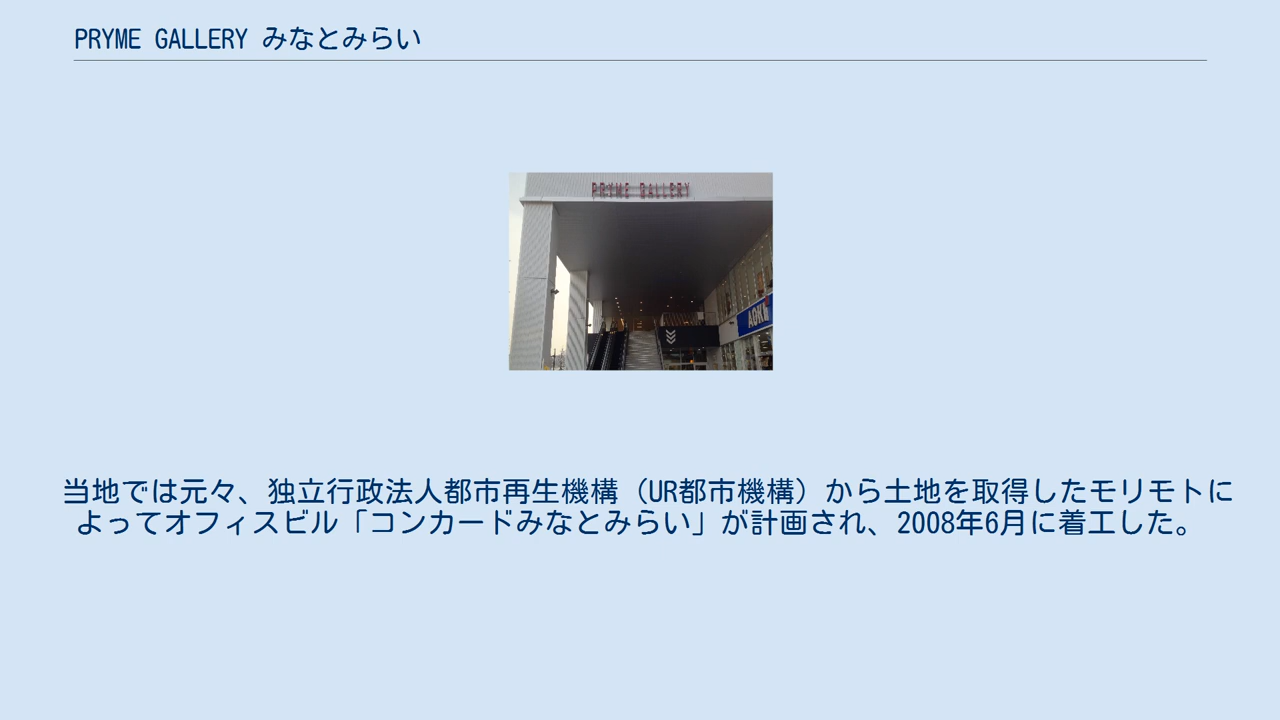 PRYME GALLERY みなとみらい
PRYME GALLERY
AOKI
当地では元々、独立行政法人都市再生機構（UR都市機構）から土地を取得したモリモトに
よってオフィスビル「コンカードみなとみらい」が計画され、2008年6月に着工した。